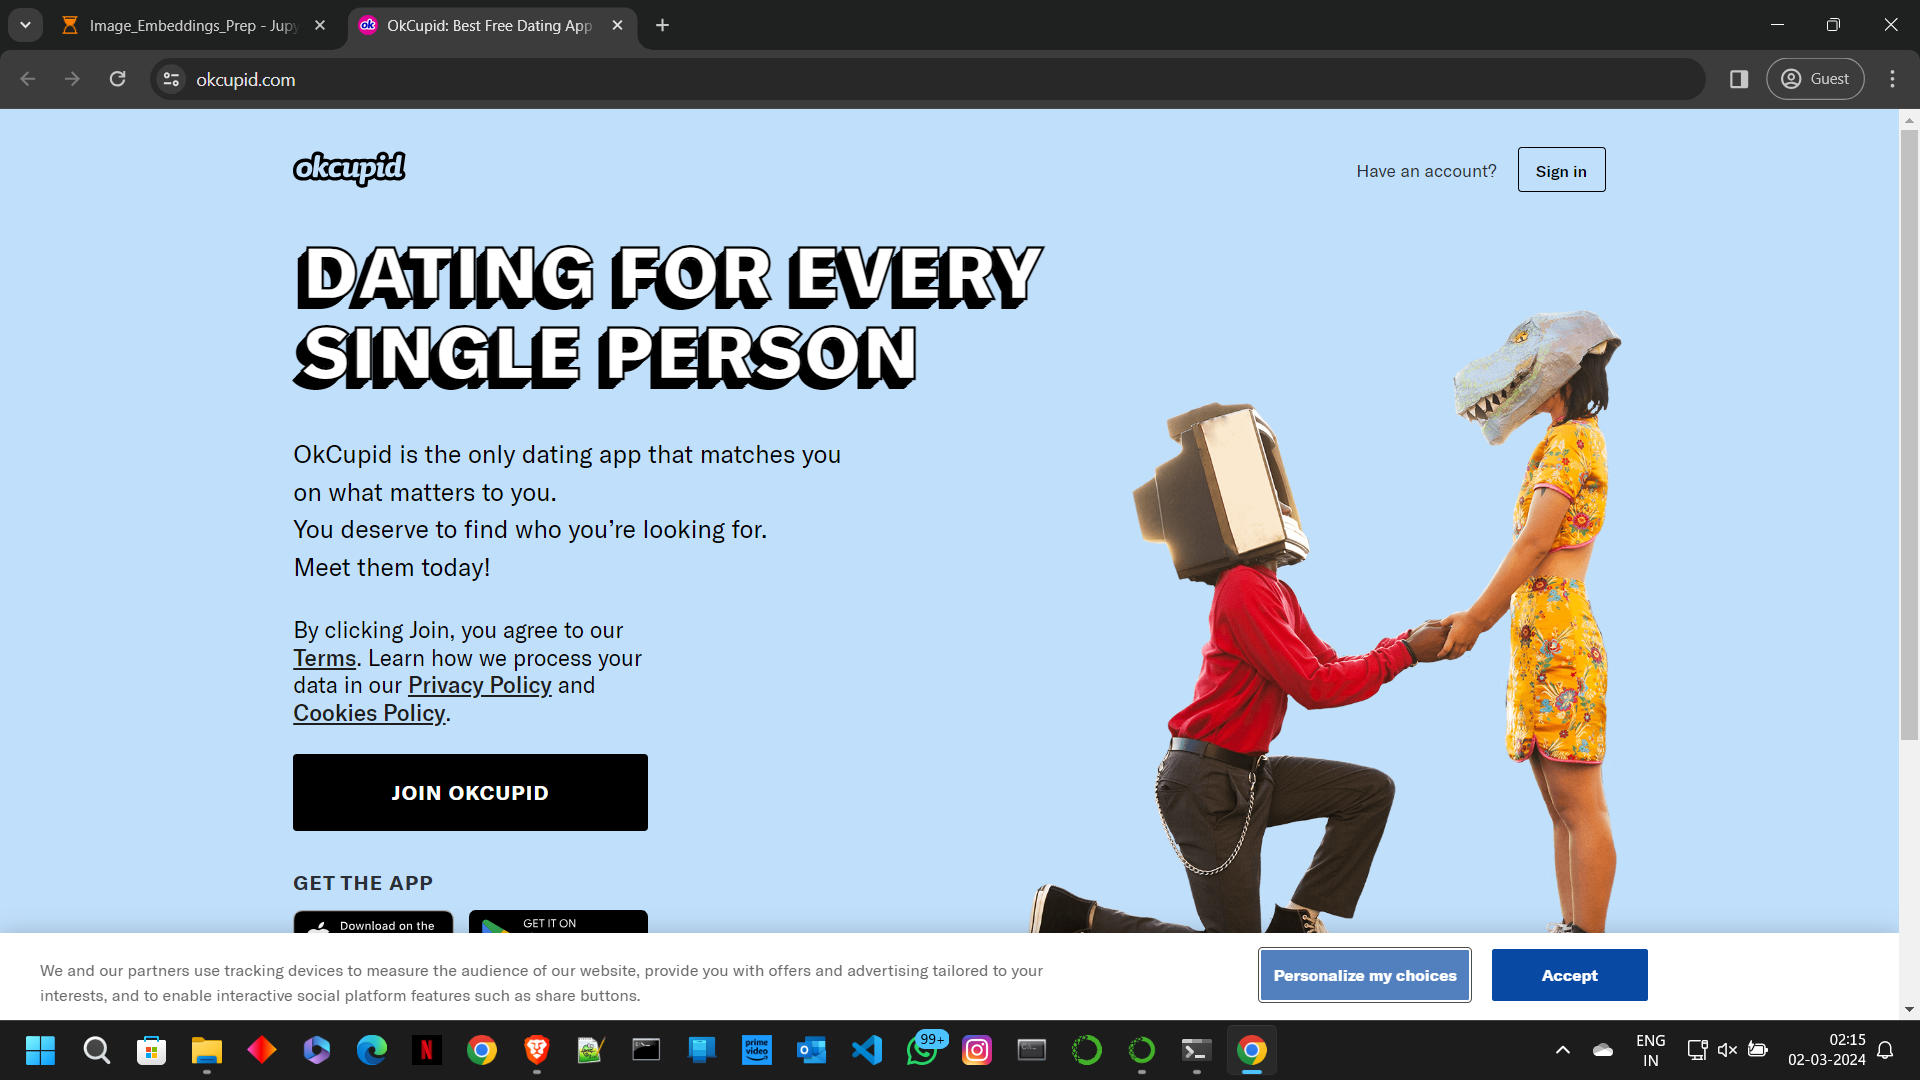 Image_Embeddings_Prep - Jupy
OkCupid: Best Free Dating App
okcupid.com
Guest
okcupid
Have an account?
Sign in
DATING FOR EVERY
SINGLE PERSON
OkCupid is the only dating app that matches you
on what matters to you.
You deserve to find who you’re looking for.
Meet them today!
By clicking Join, you agree to our
Terms. Learn how we process your
data in our Privacy Policy and
Cookies Policy.
JOIN OKCUPID
GET THE APP
Download on the
GET IT ON
We and our partners use tracking devices to measure the audience of our website, provide you with offers and advertising tailored to your
interests, and to enable interactive social platform features such as share buttons.
Personalize my choices
Accept
99+
prime video
ENG
IN
02:15
02-03-2024